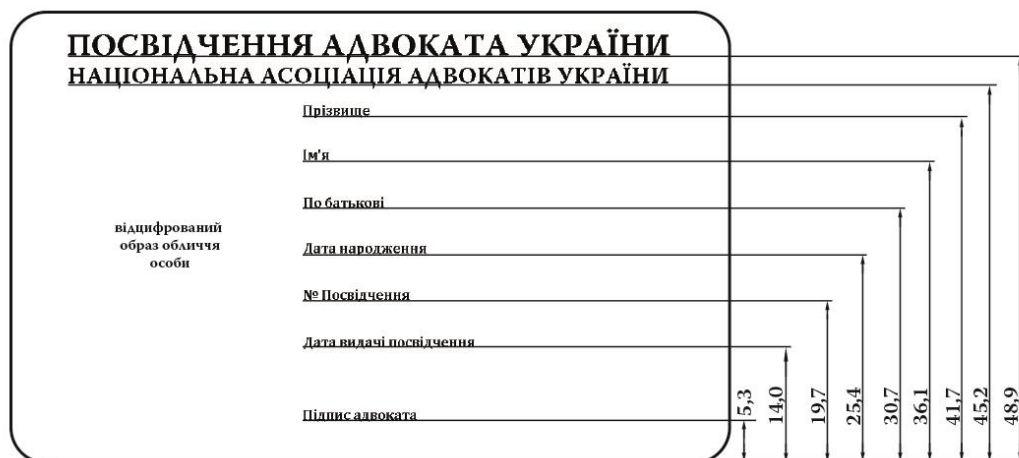 ПОСВІДЧЕННЯ АДВОКАТА УКРАЇНИ
НАЦІОНАЛЬНА АСОЦІАЦІЯ АДВОКАТІВ УКРАЇНИ
Прізвище
Ім'я
По батькові
відцифрований
образ обличчя
особи
Дата народження
№ Посвідчення
Дата видачі посвідчення
Підпис адвоката
5,3
14,0
19,7
25,4
30,7
36,1
41,7
45,2
48,9